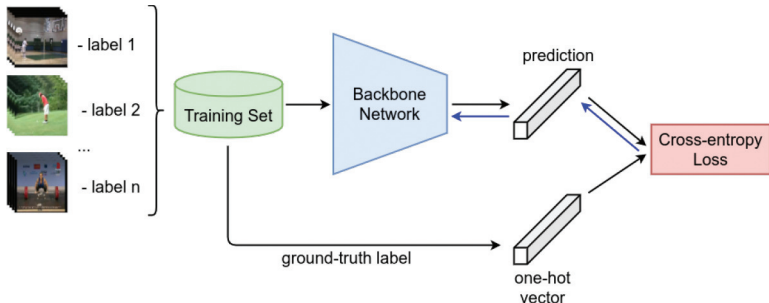 - label 1
- label 2
...
- label n
Training Set
Backbone
Network
prediction
Cross-entropy
Loss
ground-truth label
one-hot
vector